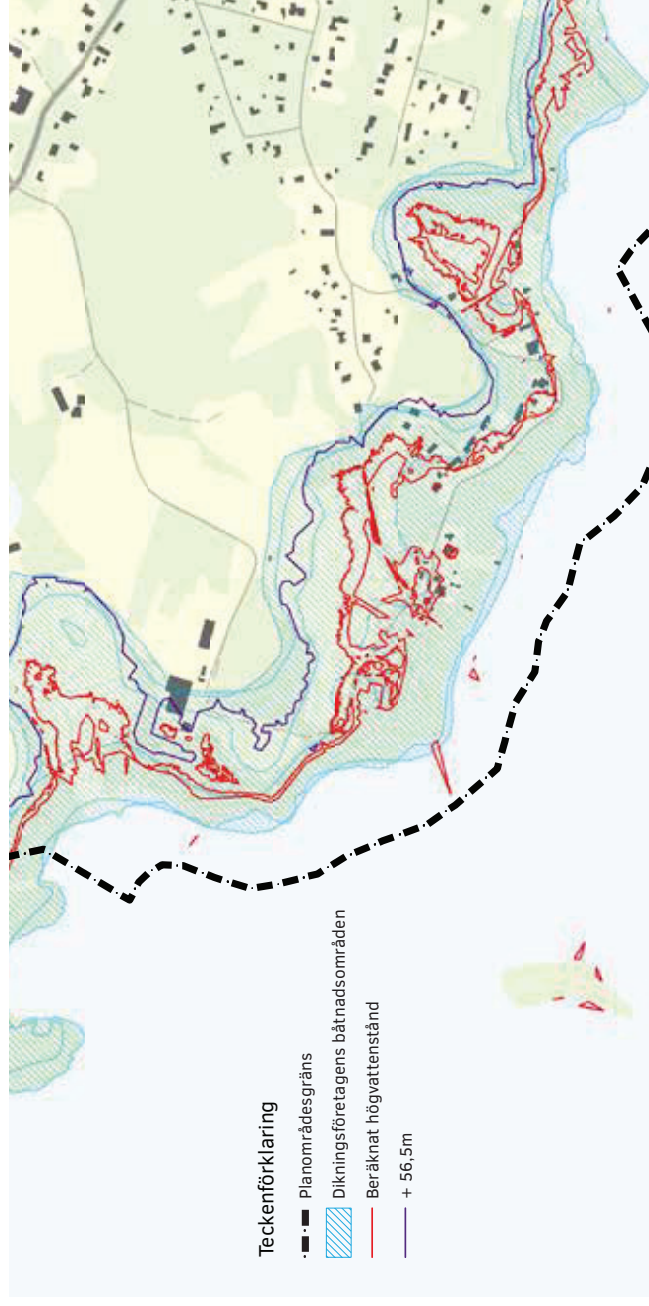 Teckenförklaring
Planområdesgräns
Dikningsföretagens båtnadsområden
Beräknat högvattenstånd
+ 56,5m